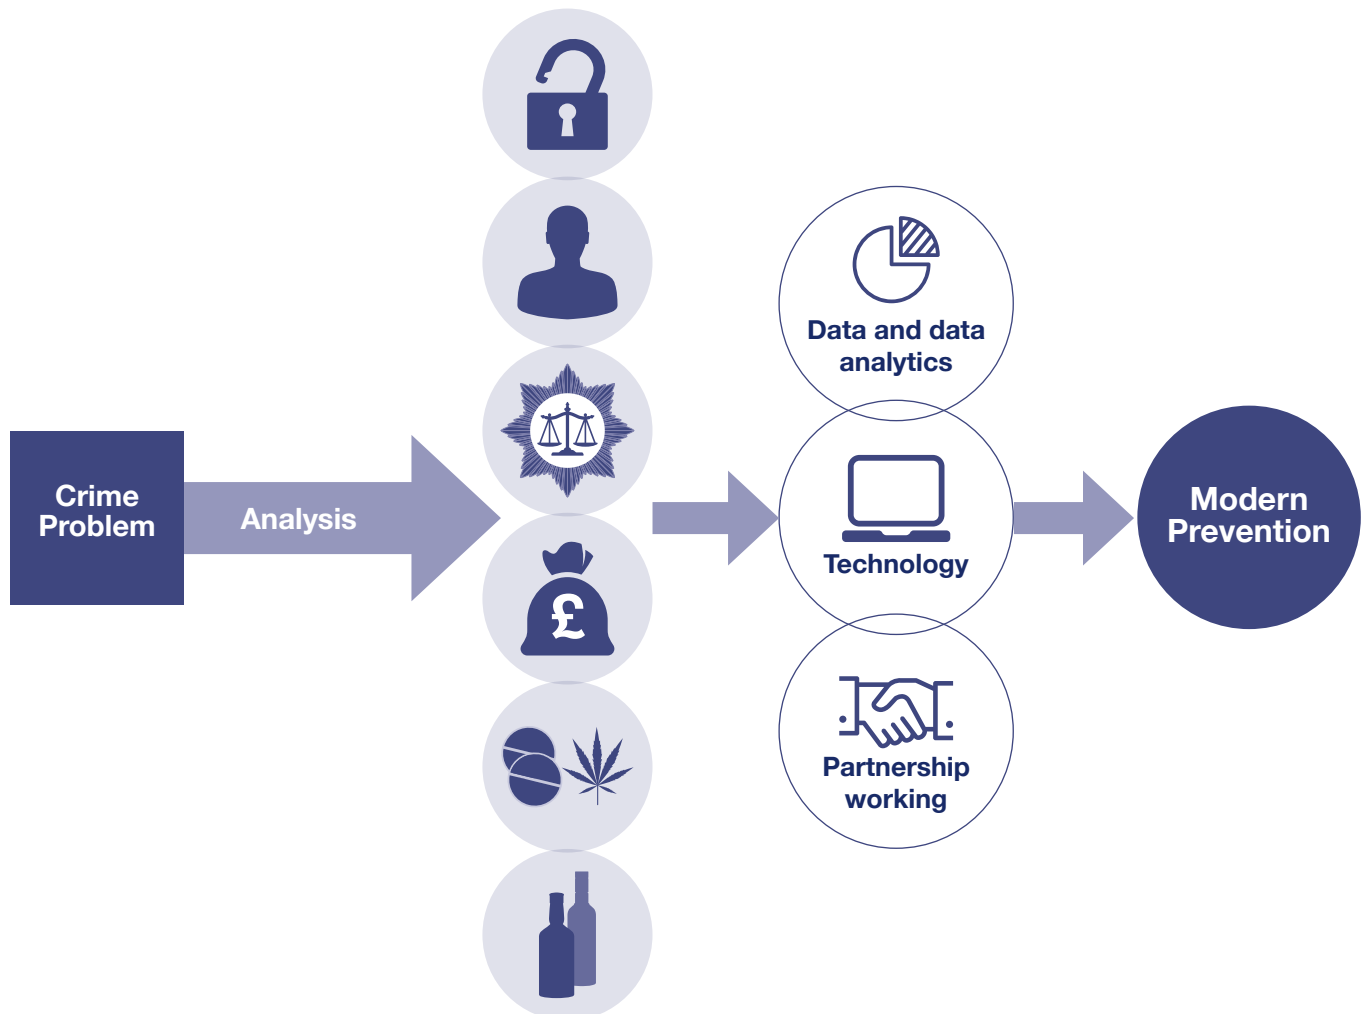 Crime
Problem
Analysis
£
Data and data
analytics
Technology
Partnership
working
Modern
Prevention